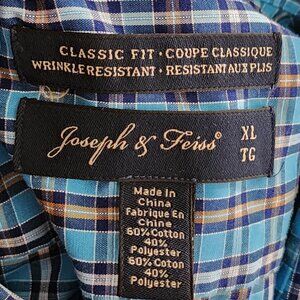 CLASSIC FIT · COUPE CLASSIQUE
WRINKLE RESISTANT · RESISTANT AUX PLIS
Joseph & Feiss®
XL
TG
Made in
China
Fabrique En
Chine
60% Cotton
40%
Polyester
60% Coton
40%
Polyester